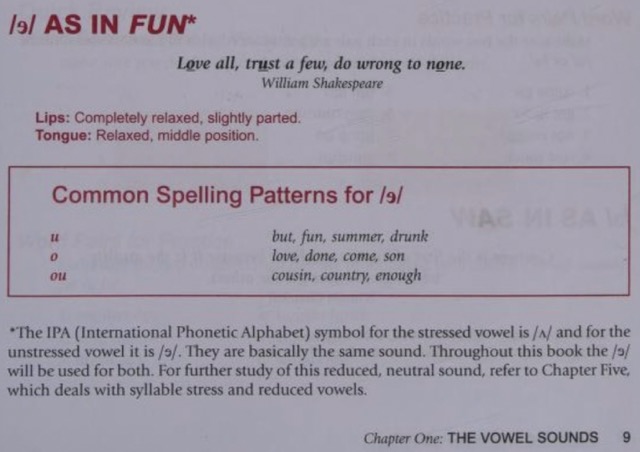 /ə/ AS IN FUN*
Love all, trust a few, do wrong to none.
William Shakespeare
Lips: Completely relaxed, slightly parted.
Tongue: Relaxed, middle position.
Common Spelling Patterns for /ə/
u but, fun, summer, drunk
o love, done, come, son
ou cousin, country, enough
*The IPA (International Phonetic Alphabet) symbol for the stressed vowel is /ʌ/ and for the
unstressed vowel it is /ə/. They are basically the same sound. Throughout this book the /ə/
will be used for both. For further study of this reduced, neutral sound, refer to Chapter Five,
which deals with syllable stress and reduced vowels.
Chapter One: THE VOWEL SOUNDS 9